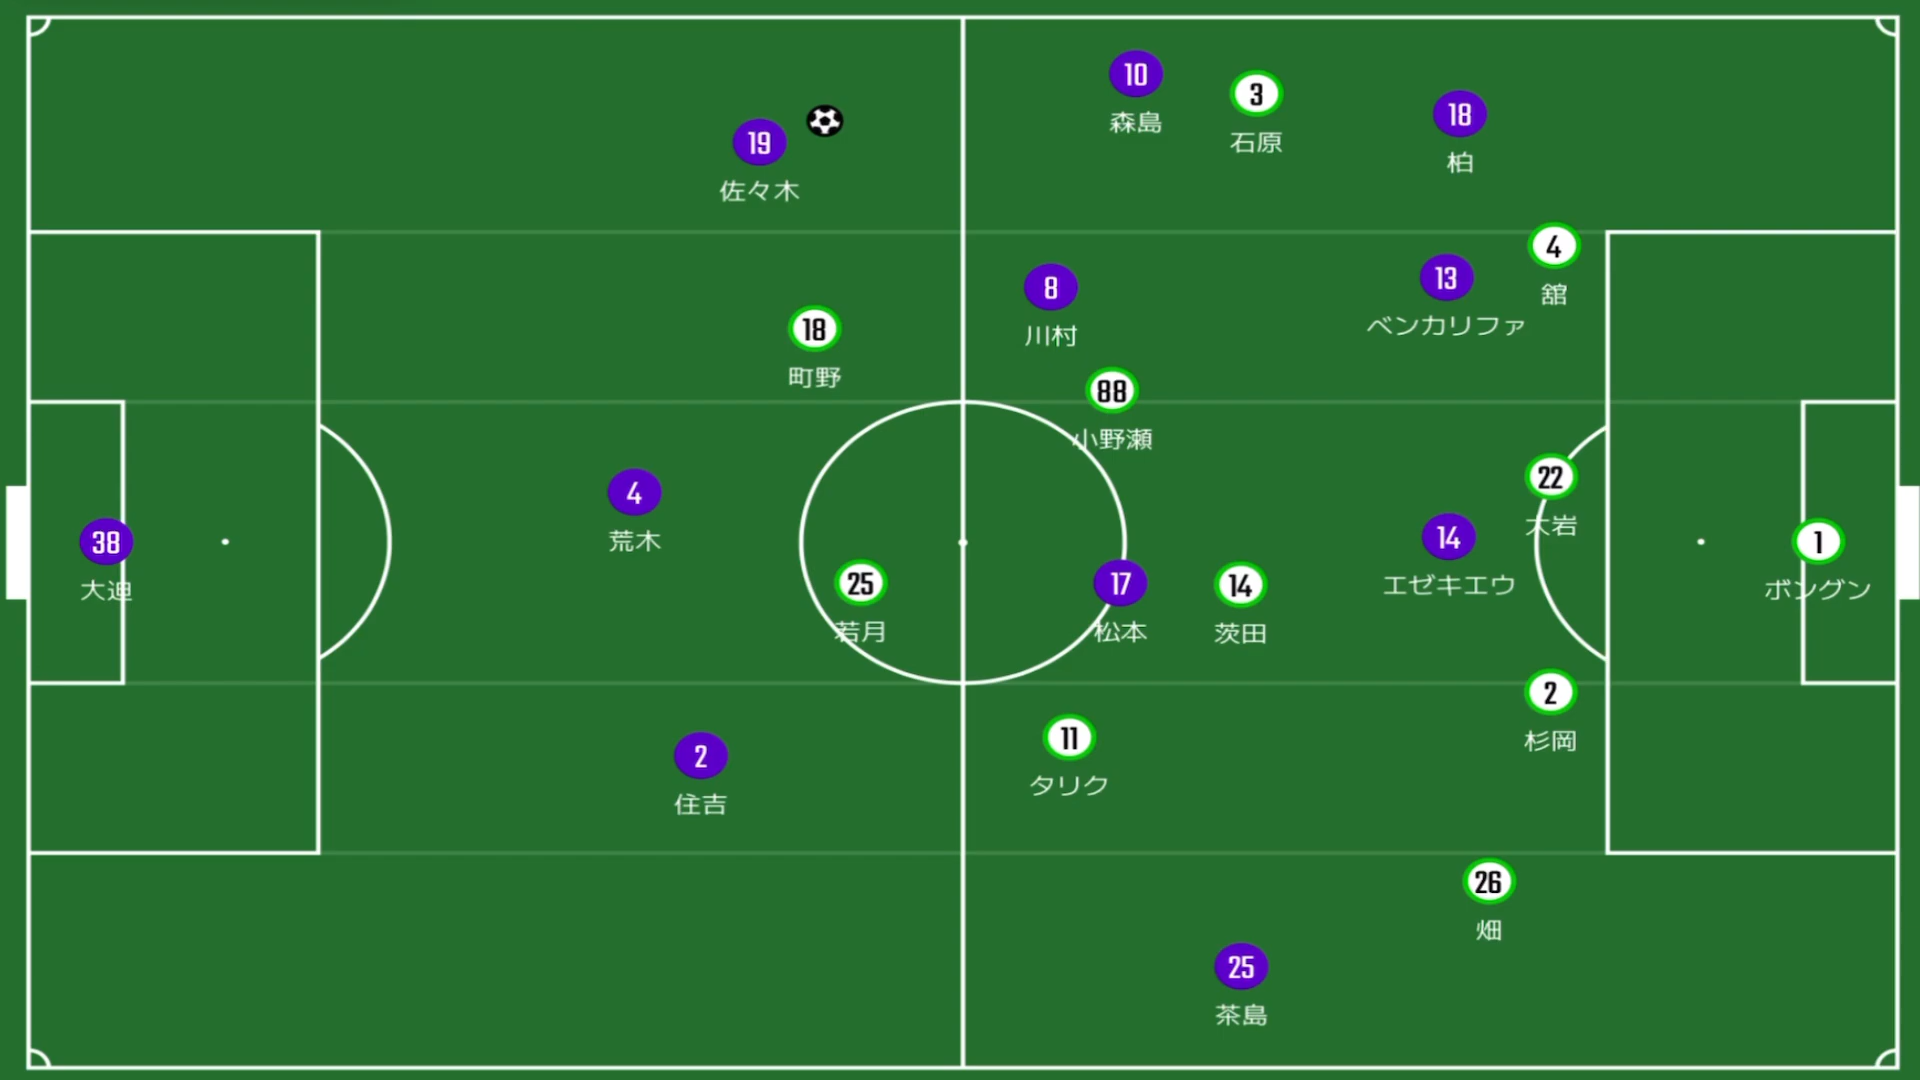 10
森島
3
石原
18
柏
19
佐々木
4
舘
8
川村
13
ベンカリファ
18
町野
88
小野瀬
4
荒木
22
大岩
38
大迫
25
若月
17
松本
14
茨田
14
エゼキエウ
1
ボングン
2
杉岡
2
住吉
11
タリク
26
畑
25
茶島